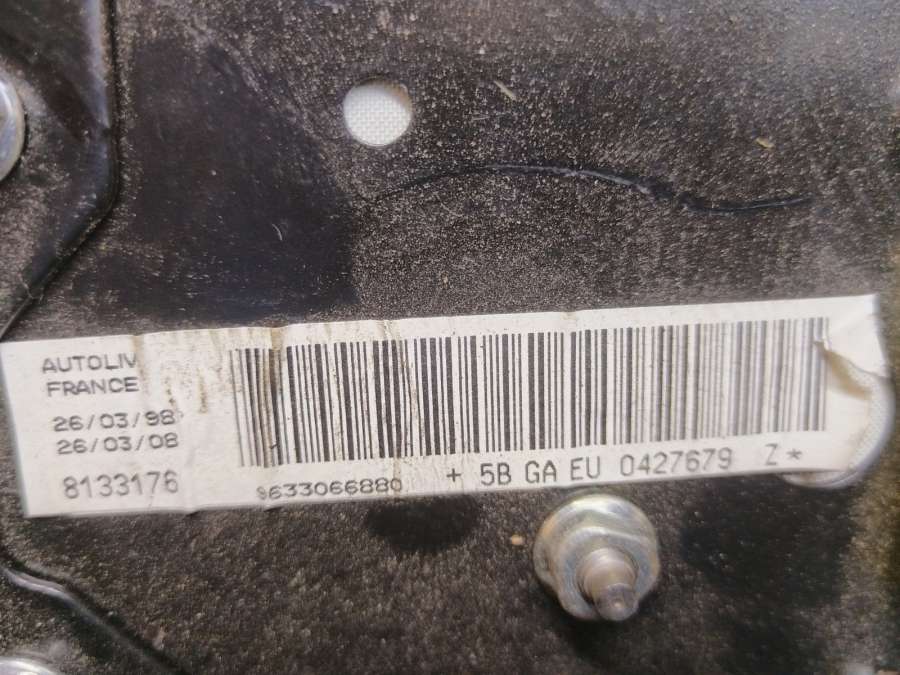 AUTOLIV
FRANCE
26/03/98
26/03/08
8133176
9633066880 + 5B GA EU 0427679 Z*